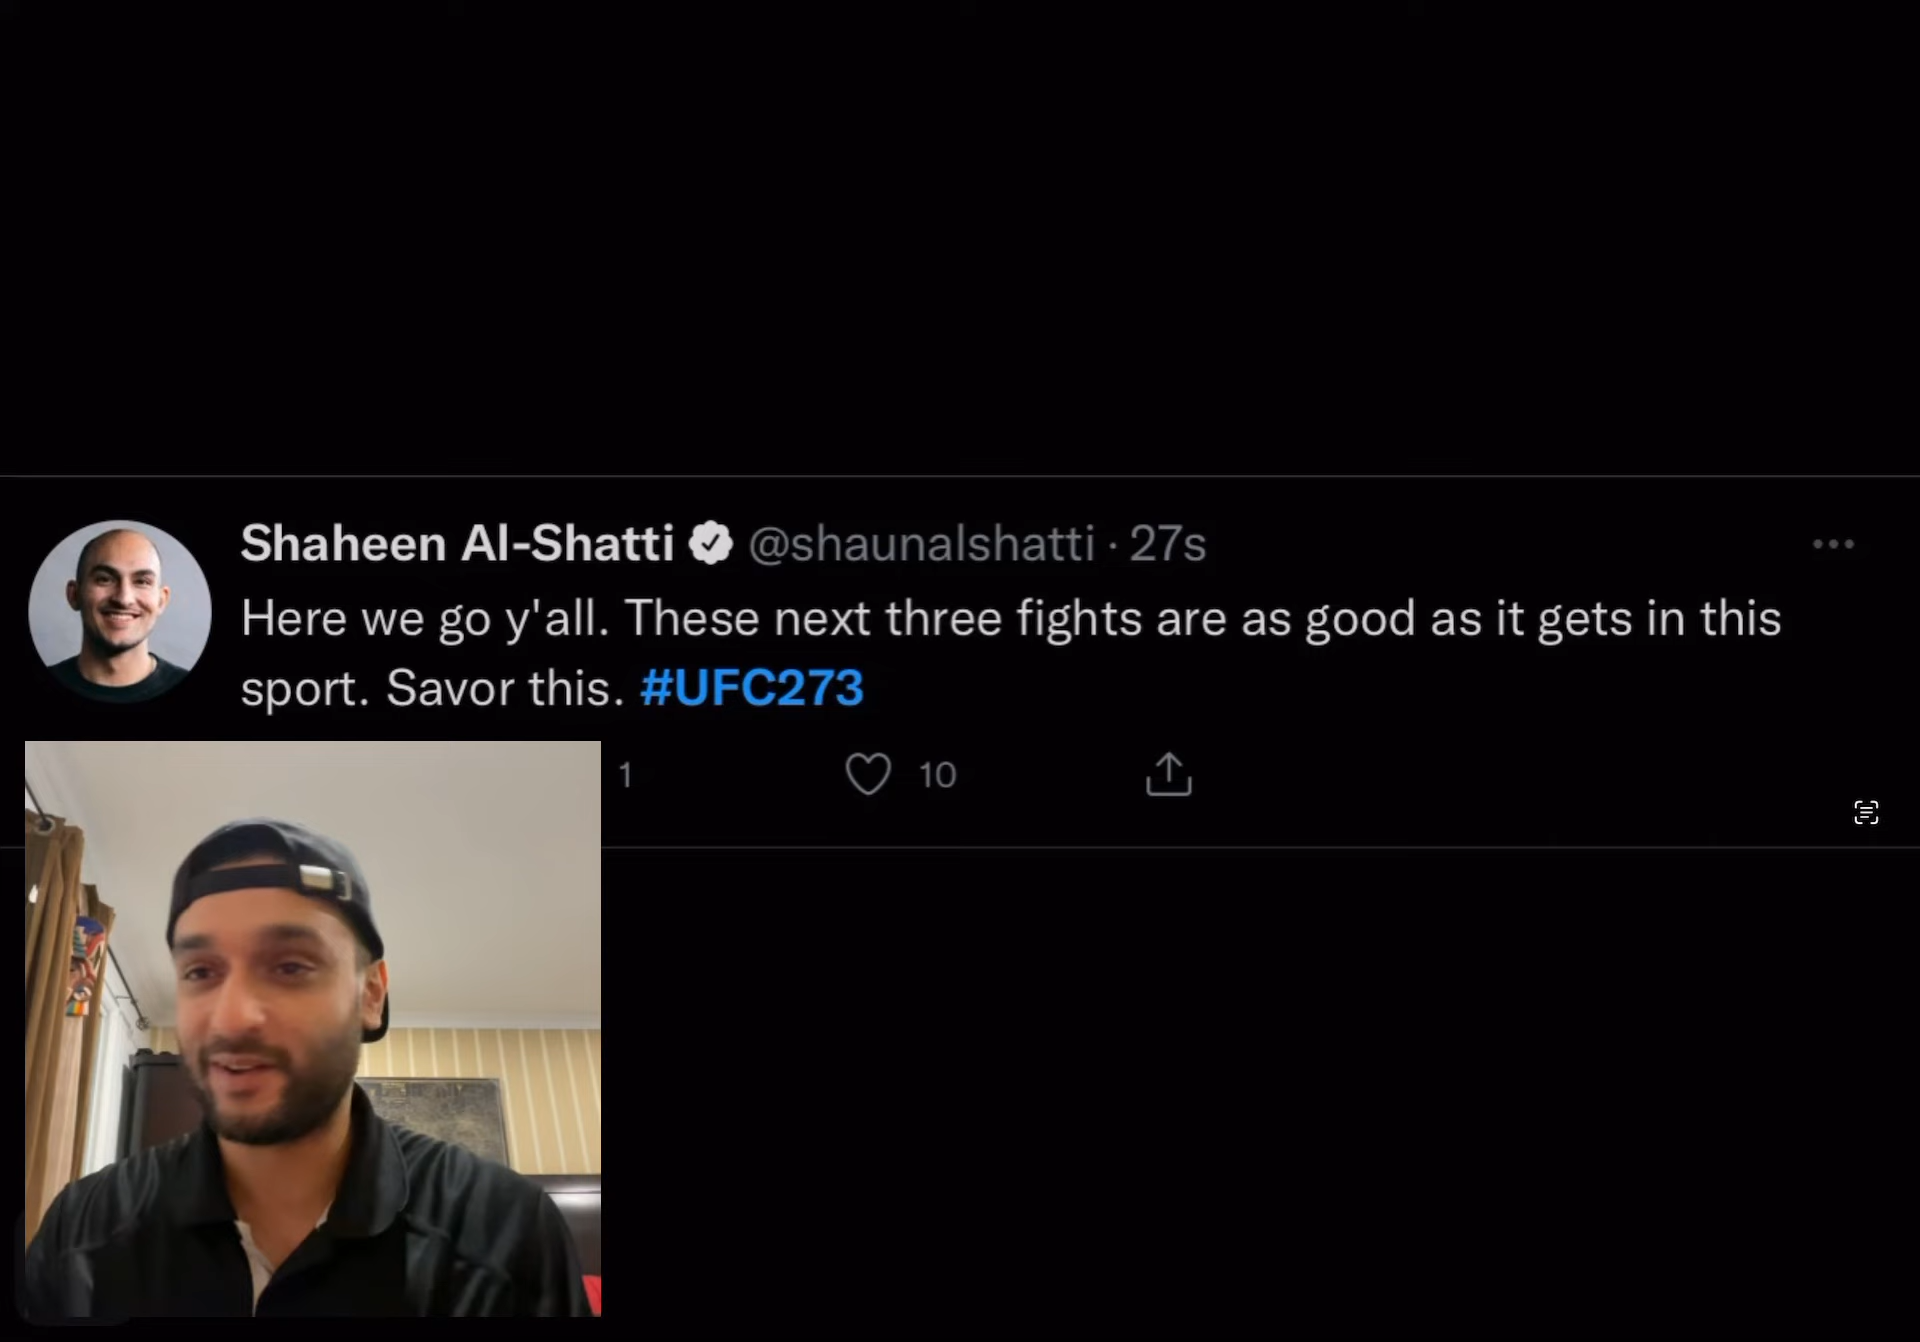 Shaheen Al-Shatti @shaunalshatti · 27s
Here we go y'all. These next three fights are as good as it gets in this
sport. Savor this. #UFC273
1 10